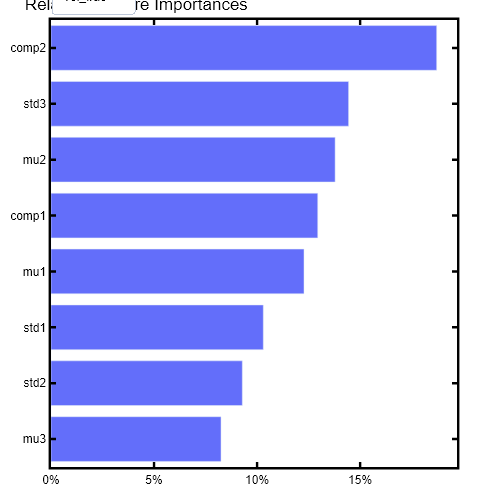 Rela re Importances
comp2
std3
mu2
comp1
mu1
std1
std2
mu3
0% 5% 10% 15%